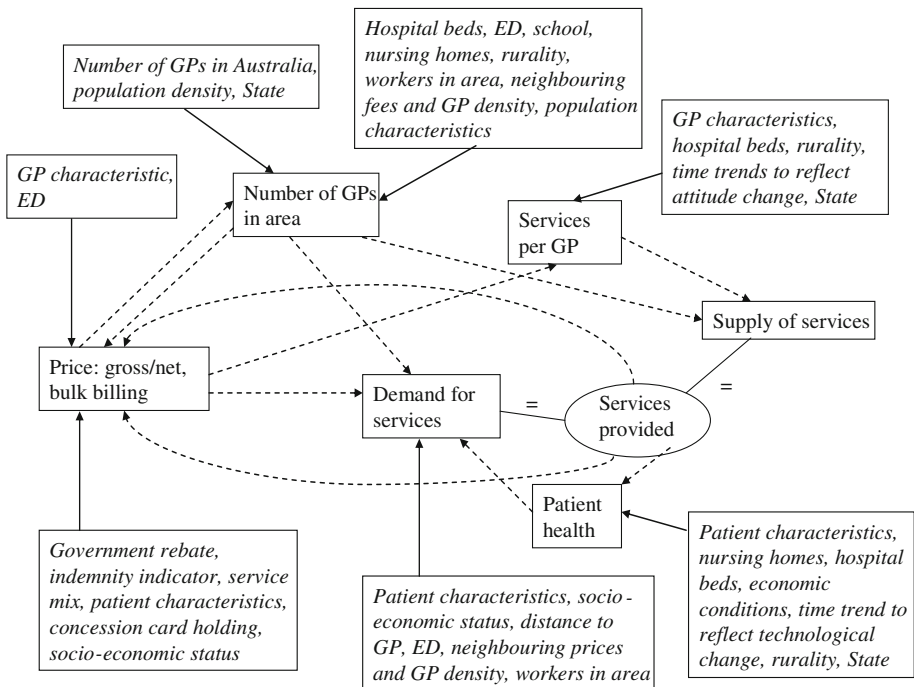 Hospital beds, ED, school,
nursing homes, rurality,
workers in area, neighbouring
fees and GP density, population
characteristics
Number of GPs in Australia,
population density, State
GP characteristics,
hospital beds, rurality,
time trends to reflect
attitude change, State
GP characteristic,
ED
Number of GPs
in area
Services
per GP
Supply of services
Price: gross/net,
bulk billing
Demand for
services
=
Services
provided
=
Patient
health
Government rebate,
indemnity indicator, service
mix, patient characteristics,
concession card holding,
socio-economic status
Patient characteristics, socio-
economic status, distance to
GP, ED, neighbouring prices
and GP density, workers in area
Patient characteristics,
nursing homes, hospital
beds, economic
conditions, time trend to
reflect technological
change, rurality, State